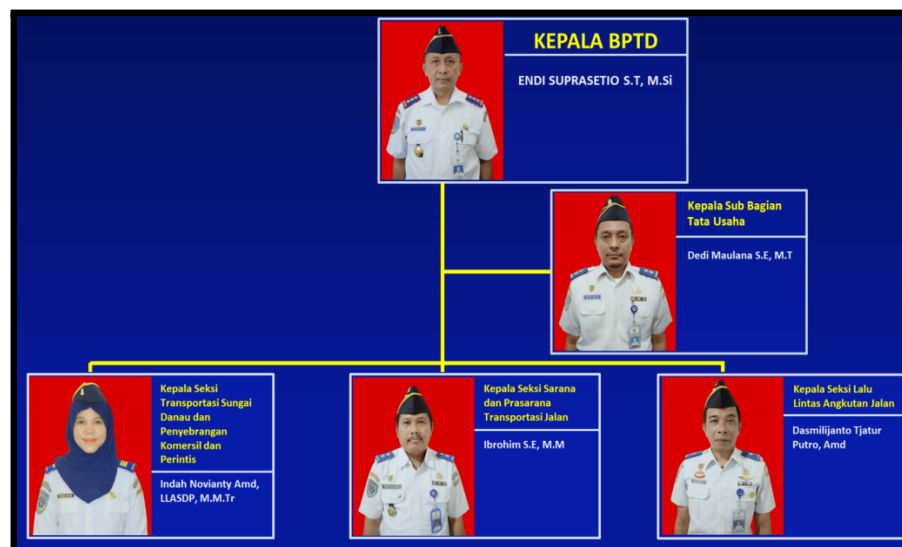 KEPALA BPTD
ENDI SUPRASETIO S.T, M.Si
Kepala Sub Bagian
Tata Usaha
Dedi Maulana S.E, M.T
Kepala Seksi
Transportasi Sungai
Danau dan
Penyebrangan
Komersil dan
Perintis
Indah Novianty Amd,
LLASDP, M.M.Tr
Kepala Seksi Sarana
dan Prasarana
Transportasi Jalan
Ibrohim S.E, M.M
Kepala Seksi Lalu
Lintas Angkutan Jalan
Dasmilijanto Tjatur
Putro, Amd